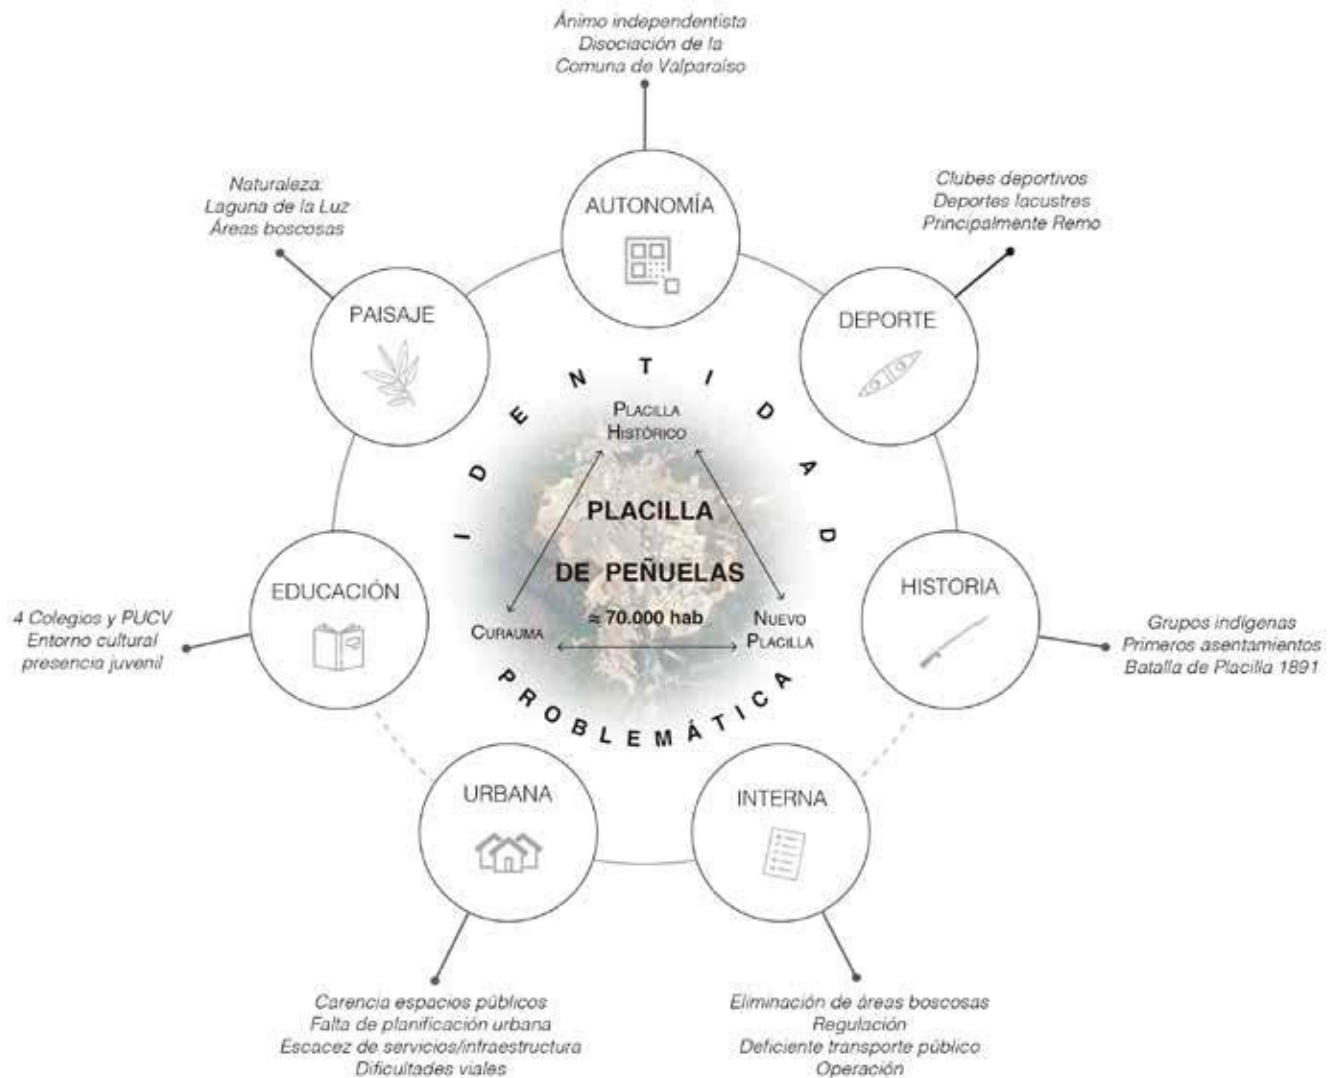 Ánimo independentista
Disociación de la
Comuna de Valparaíso
AUTONOMÍA
Naturaleza:
Laguna de la Luz
Áreas boscosas
PAISAJE
Clubes deportivos
Deportes lacustres
Principalmente Remo
DEPORTE
IDENTIDAD
PLACILLA
HISTÓRICO
PLACILLA
DE PEÑUELAS
≈ 70.000 hab
CURAUMA
NUEVO
PLACILLA
PROBLEMÁTICA
EDUCACIÓN
4 Colegios y PUCV
Entorno cultural
presencia juvenil
HISTORIA
Grupos indígenas
Primeros asentamientos
Batalla de Placilla 1891
URBANA
Carencia espacios públicos
Falta de planificación urbana
Escacez de servicios/infraestructura
Dificultades viales
INTERNA
Eliminación de áreas boscosas
Regulación
Deficiente transporte público
Operación